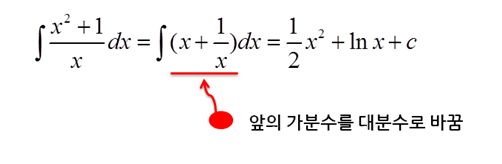 ∫ (x² + 1)/x dx = ∫ (x + 1/x)dx = 1/2 x² + ln x + c
앞의 가분수를 대분수로 바꿈